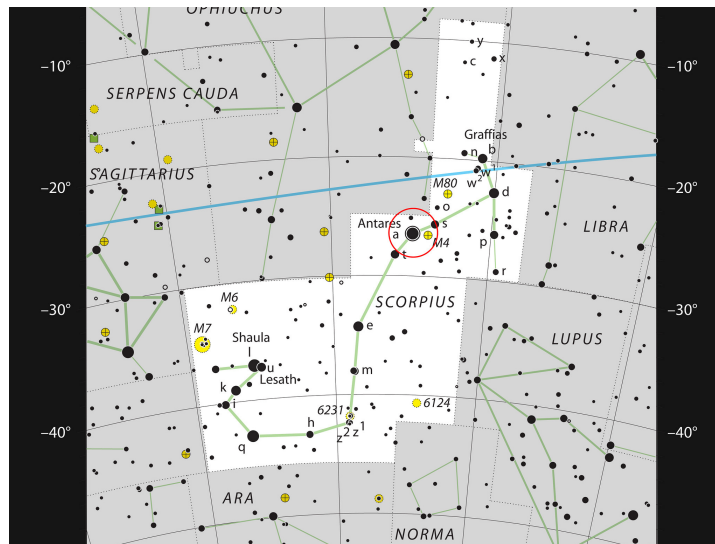 OPHIUCHUS
y
c
x
−10°
−10°
SERPENS CAUDA
Graffias
b
n
SAGITTARIUS
w² w¹
M80
−20°
−20°
d
o
Antares
a
s
M4
p
LIBRA
t
r
−30°
−30°
M6
SCORPIUS
e
M7
Shaula
l
u
Lesath
LUPUS
m
k
i
6231
6124
h
z² z¹
−40°
−40°
q
ARA
NORMA